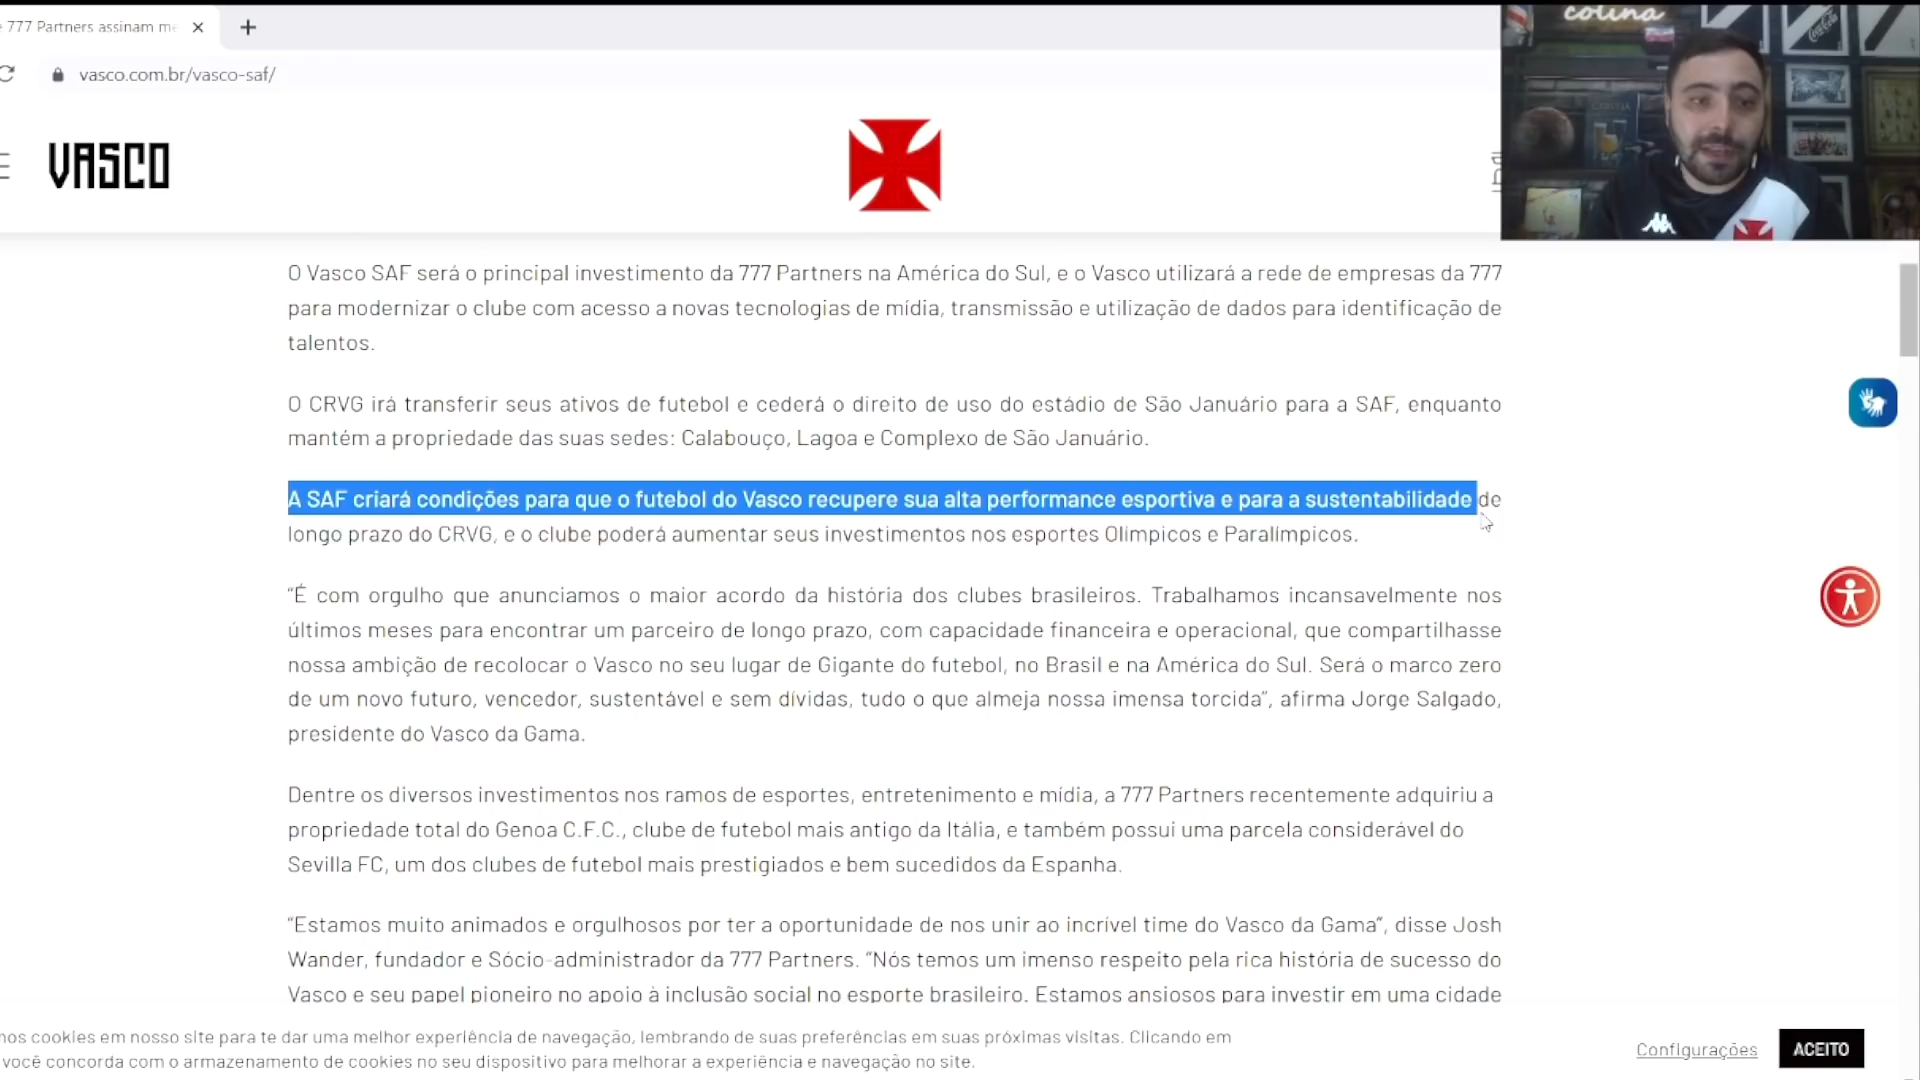 777 Partners assinam me
vasco.com.br/vasco-saf/
VASCO
colina
O Vasco SAF será o principal investimento da 777 Partners na América do Sul, e o Vasco utilizará a rede de empresas da 777
para modernizar o clube com acesso a novas tecnologias de mídia, transmissão e utilização de dados para identificação de
talentos.
O CRVG irá transferir seus ativos de futebol e cederá o direito de uso do estádio de São Januário para a SAF, enquanto
mantém a propriedade das suas sedes: Calabouço, Lagoa e Complexo de São Januário.
A SAF criará condições para que o futebol do Vasco recupere sua alta performance esportiva e para a sustentabilidade de
longo prazo do CRVG, e o clube poderá aumentar seus investimentos nos esportes Olímpicos e Paralímpicos.
“É com orgulho que anunciamos o maior acordo da história dos clubes brasileiros. Trabalhamos incansavelmente nos
últimos meses para encontrar um parceiro de longo prazo, com capacidade financeira e operacional, que compartilhasse
nossa ambição de recolocar o Vasco no seu lugar de Gigante do futebol, no Brasil e na América do Sul. Será o marco zero
de um novo futuro, vencedor, sustentável e sem dívidas, tudo o que almeja nossa imensa torcida”, afirma Jorge Salgado,
presidente do Vasco da Gama.
Dentre os diversos investimentos nos ramos de esportes, entretenimento e mídia, a 777 Partners recentemente adquiriu a
propriedade total do Genoa C.F.C., clube de futebol mais antigo da Itália, e também possui uma parcela considerável do
Sevilla FC, um dos clubes de futebol mais prestigiados e bem sucedidos da Espanha.
“Estamos muito animados e orgulhosos por ter a oportunidade de nos unir ao incrível time do Vasco da Gama”, disse Josh
Wander, fundador e Sócio-administrador da 777 Partners. “Nós temos um imenso respeito pela rica história de sucesso do
Vasco e seu papel pioneiro no apoio à inclusão social no esporte brasileiro. Estamos ansiosos para investir em uma cidade
nos cookies em nosso site para te dar uma melhor experiência de navegação, lembrando de suas preferências em suas próximas visitas. Clicando em
você concorda com o armazenamento de cookies no seu dispositivo para melhorar a experiência e navegação no site.
Configurações
ACEITO